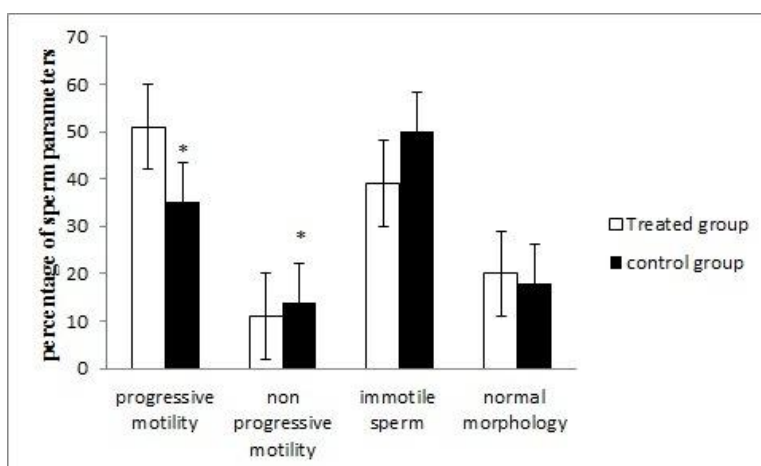 percentage of sperm parameters
70
60
50
40
30
20
10
0
*
*
progressive
motility
non
progressive
motility
immotile
sperm
normal
morphology
Treated group
control group